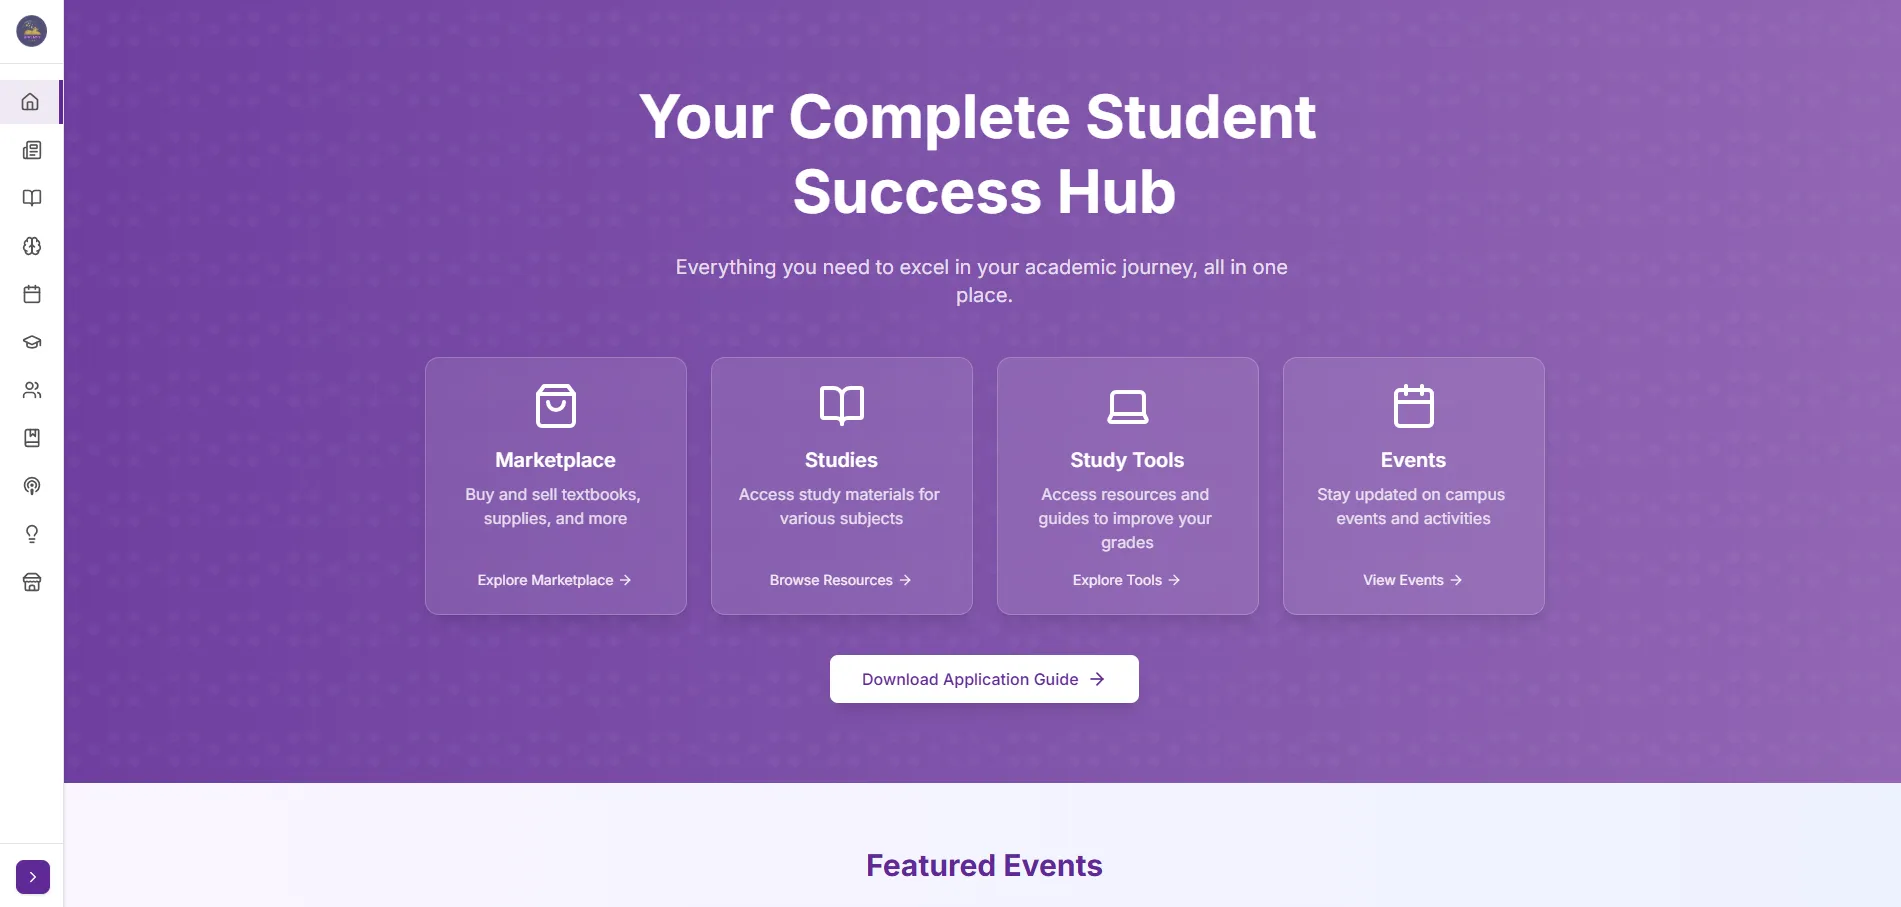 Your Complete Student
Success Hub
Everything you need to excel in your academic journey, all in one
place.
Marketplace
Buy and sell textbooks,
supplies, and more
Explore Marketplace →
Studies
Access study materials for
various subjects
Browse Resources →
Study Tools
Access resources and
guides to improve your
grades
Explore Tools →
Events
Stay updated on campus
events and activities
View Events →
Download Application Guide →
Featured Events